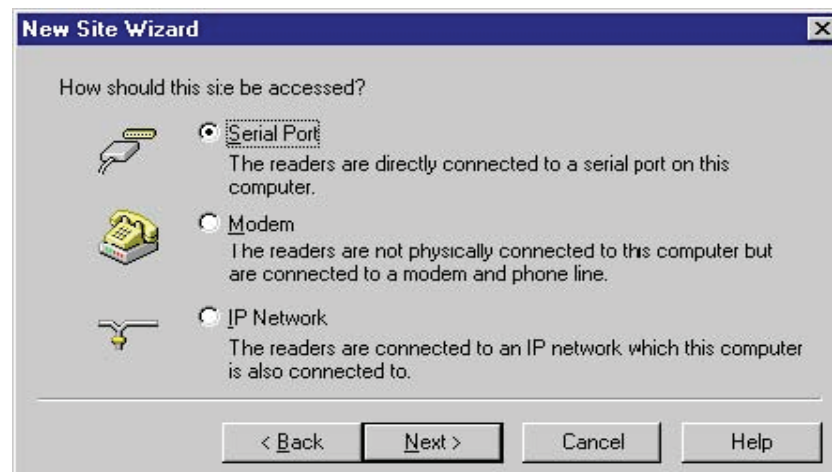 New Site Wizard
How should this site be accessed?
Serial Port
The readers are directly connected to a serial port on this
computer.
Modem
The readers are not physically connected to this computer but
are connected to a modem and phone line.
IP Network
The readers are connected to an IP network which this computer
is also connected to.
< Back
Next >
Cancel
Help